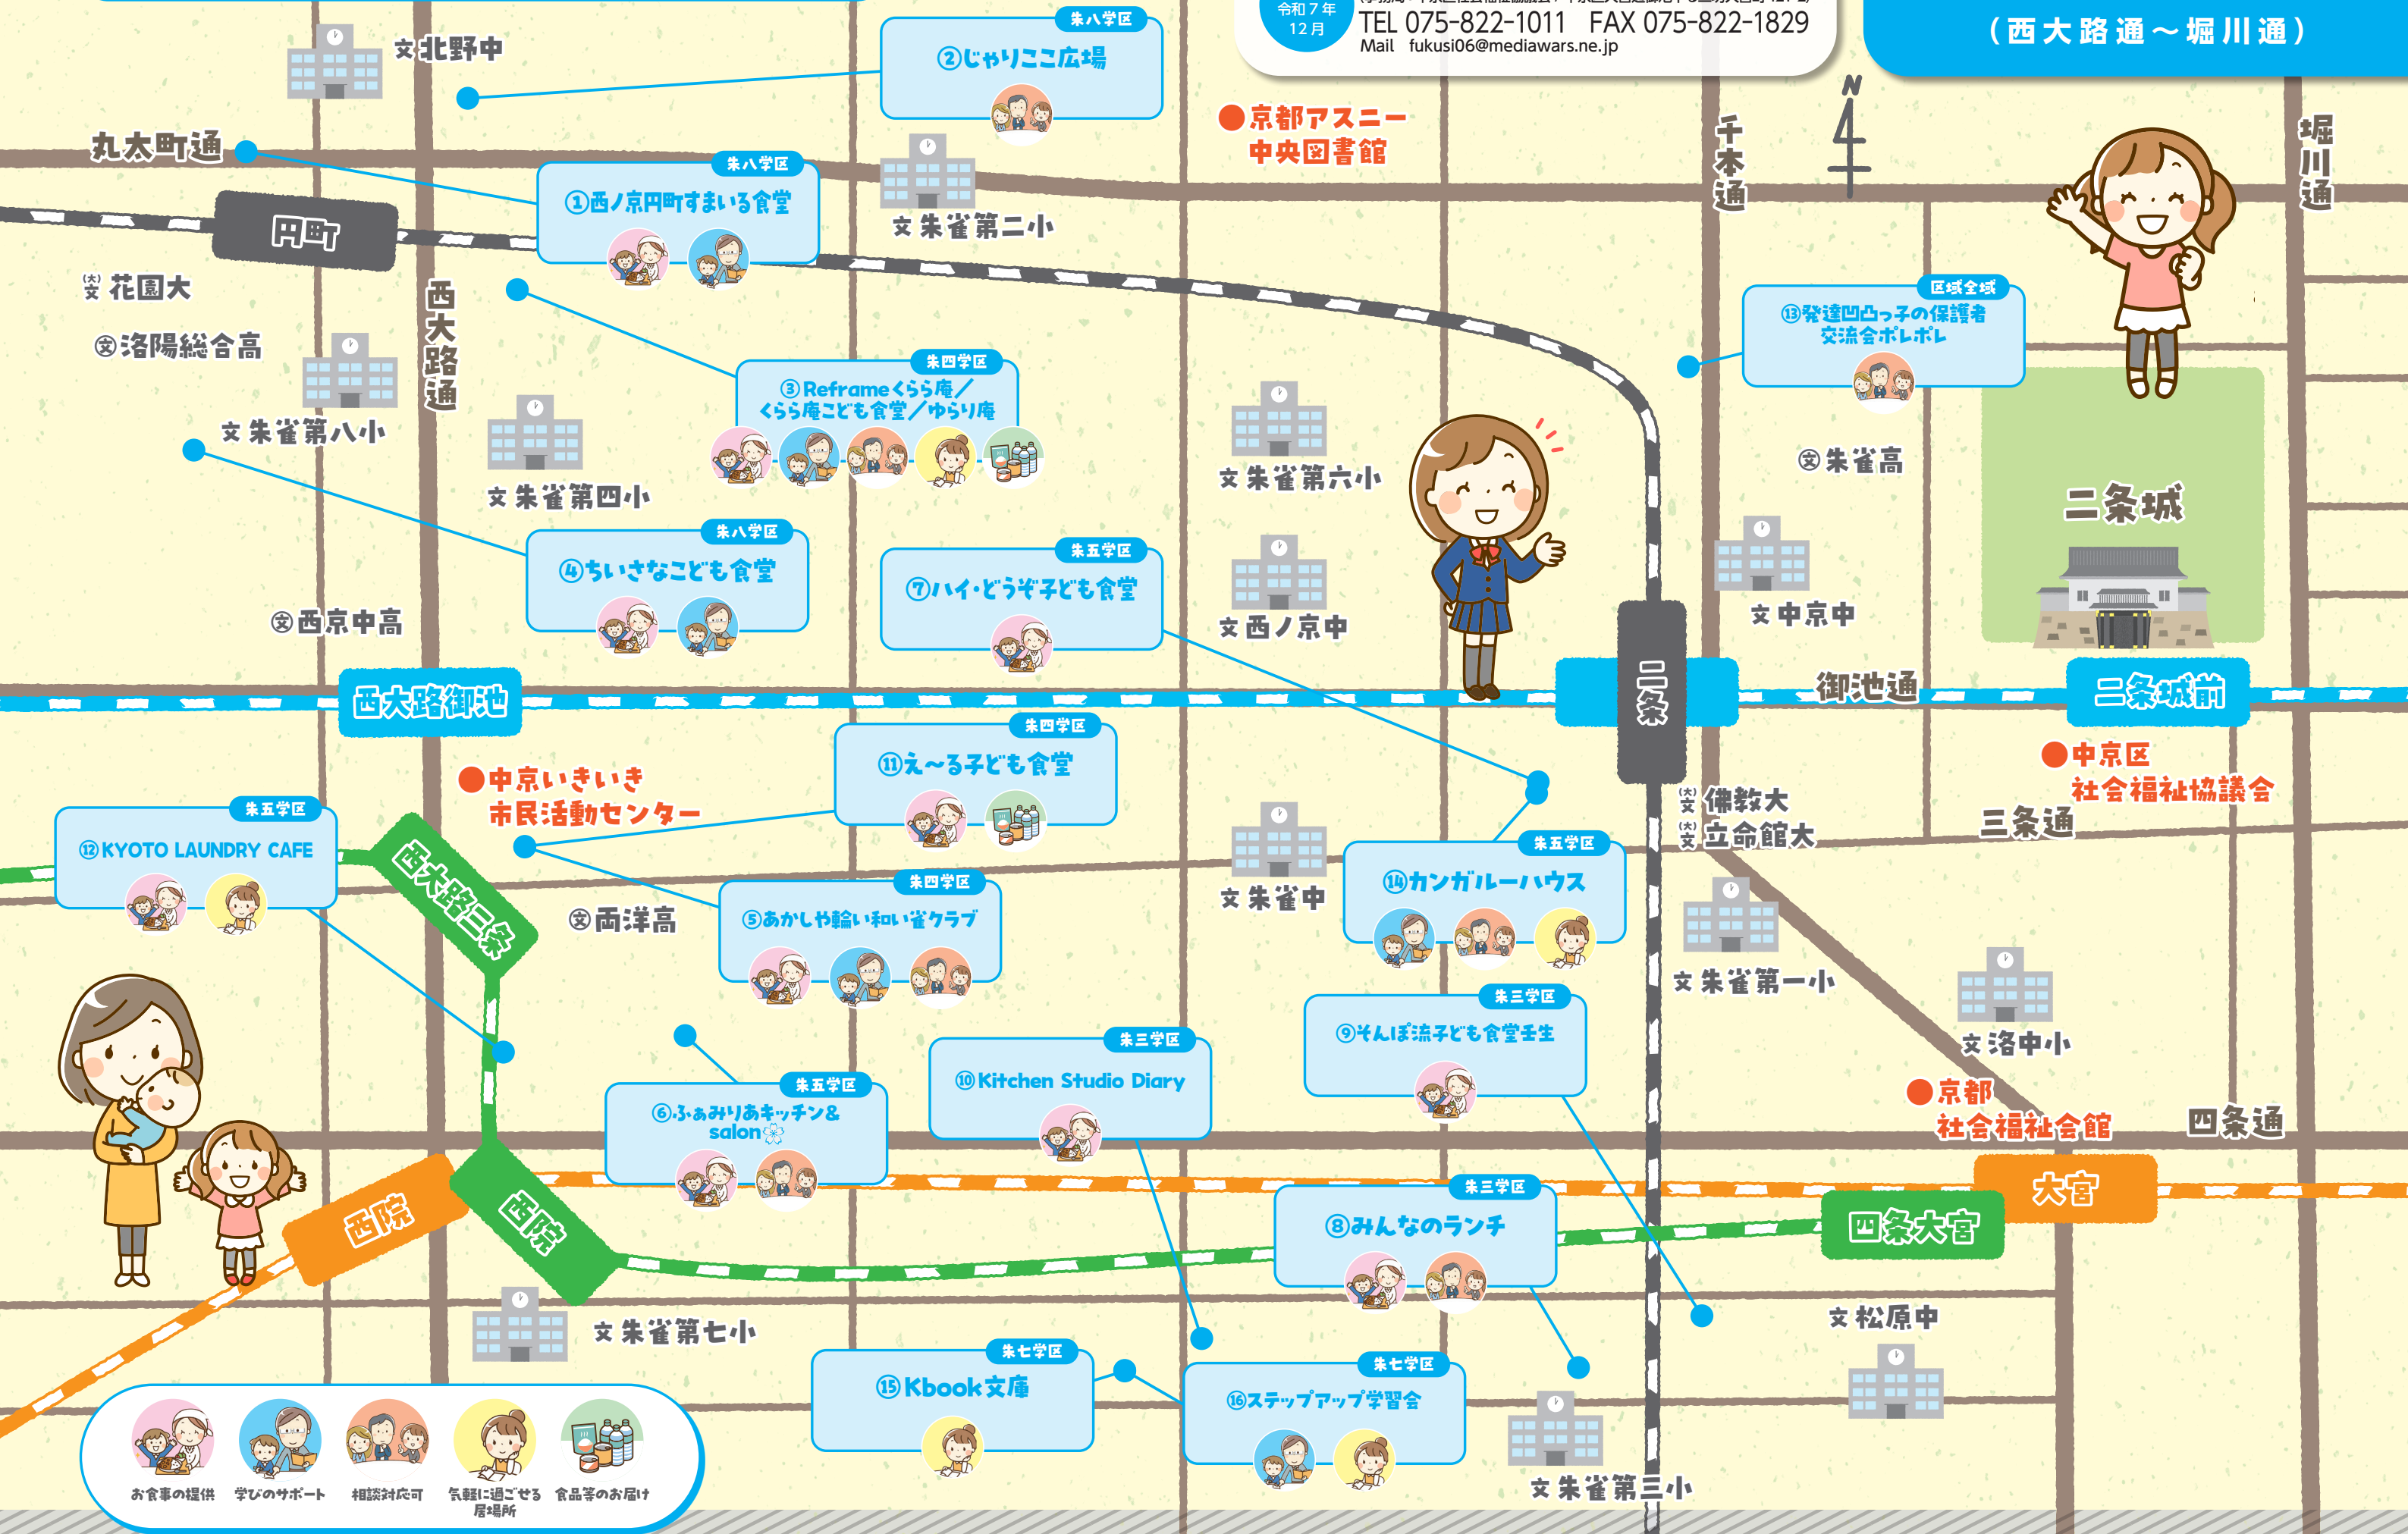 令和7年
12月
TEL 075-822-1011 FAX 075-822-1829
Mail fukusi06@mediawars.ne.jp
(西大路通～堀川通)
文 北野中
朱八学区
②じゃりここ広場
京都アスニー
中央図書館
N
千本通
堀川通
丸太町通
朱八学区
①西ノ京円町すまいる食堂
文 朱雀第二小
円町
(大)文 花園大
西大路通
区域全域
⑬発達凹凸っ子の保護者
交流会ポレポレ
文 洛陽総合高
朱四学区
③Reframeくらら庵／
くらら庵こども食堂／ゆらり庵
文 朱雀第八小
文 朱雀第四小
文 朱雀第六小
文 朱雀高
二条城
朱八学区
④ちいさなこども食堂
朱五学区
⑦ハイ・どうぞ子ども食堂
文 西京中高
文 西ノ京中
文 中京中
西大路御池
二条
御池通
二条城前
朱四学区
⑪え～る子ども食堂
中京いきいき
市民活動センター
中京区
社会福祉協議会
(大)文 佛教大
(大)文 立命館大
三条通
朱五学区
⑫KYOTO LAUNDRY CAFE
西大路三条
文 両洋高
朱四学区
⑤あかしや輪い和い雀クラブ
文 朱雀中
朱五学区
⑭カンガルーハウス
文 朱雀第一小
朱三学区
⑨そんぽ流子ども食堂壬生
文 洛中小
朱三学区
⑩Kitchen Studio Diary
朱五学区
⑥ふぁみりあキッチン&
salon
京都
社会福祉会館
四条通
西院
西院
朱三学区
⑧みんなのランチ
大宮
四条大宮
文 朱雀第七小
文 松原中
朱七学区
⑮Kbook文庫
朱七学区
⑯ステップアップ学習会
文 朱雀第三小
お食事の提供
学びのサポート
相談対応可
気軽に過ごせる
居場所
食品等のお届け